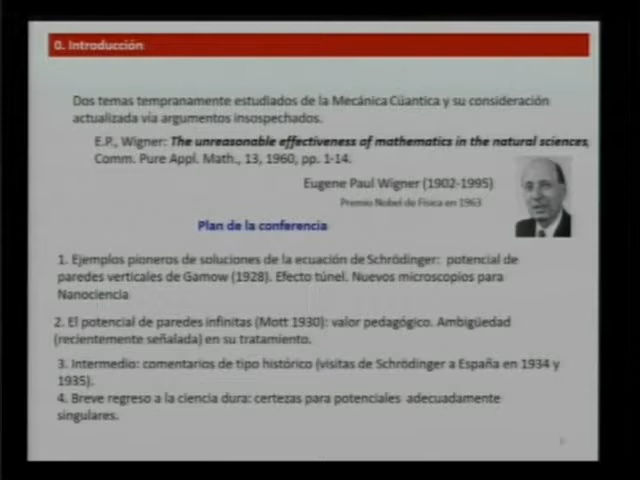 0. Introducción
Dos temas tempranamente estudiados de la Mecánica Cüantica y su consideración
actualizada vía argumentos insospechados.
E.P., Wigner: The unreasonable effectiveness of mathematics in the natural sciences,
Comm. Pure Appl. Math., 13, 1960, pp. 1-14.
Eugene Paul Wigner (1902-1995)
Premio Nobel de Física en 1963
Plan de la conferencia
1. Ejemplos pioneros de soluciones de la ecuación de Schrödinger: potencial de
paredes verticales de Gamow (1928). Efecto túnel. Nuevos microscopios para
Nanociencia
2. El potencial de paredes infinitas (Mott 1930): valor pedagógico. Ambigüedad
(recientemente señalada) en su tratamiento.
3. Intermedio: comentarios de tipo histórico (visitas de Schrödinger a España en 1934 y
1935).
4. Breve regreso a la ciencia dura: certezas para potenciales adecuadamente
singulares.